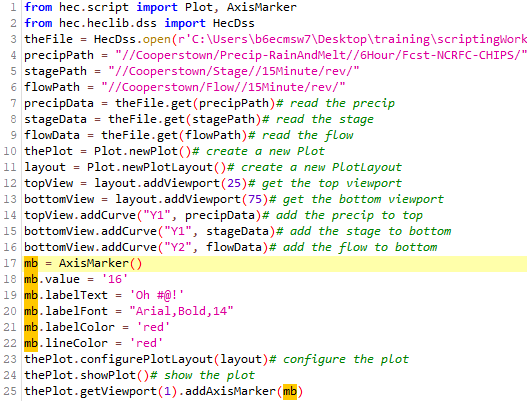 1 from hec.script import Plot, AxisMarker
2 from hec.heclib.dss import HecDss
3 theFile = HecDss.open(r'C:\Users\b6ecmsw7\Desktop\training\scriptingWork
4 precipPath = "//Cooperstown/Precip-RainAndMelt//6Hour/Fcst-NCRFC-CHIPS/"
5 stagePath = "//Cooperstown/Stage//15Minute/rev/"
6 flowPath = "//Cooperstown/Flow//15Minute/rev/"
7 precipData = theFile.get(precipPath)# read the precip
8 stageData = theFile.get(stagePath)# read the stage
9 flowData = theFile.get(flowPath)# read the flow
10 thePlot = Plot.newPlot()# create a new Plot
11 layout = Plot.newPlotLayout()# create a new PlotLayout
12 topView = layout.addViewport(25)# get the top viewport
13 bottomView = layout.addViewport(75)# get the bottom viewport
14 topView.addCurve("Y1", precipData)# add the precip to top
15 bottomView.addCurve("Y1", stageData)# add the stage to bottom
16 bottomView.addCurve("Y2", flowData)# add the flow to bottom
17 mb = AxisMarker()
18 mb.value = '16'
19 mb.labelText = 'Oh #@!'
20 mb.labelFont = "Arial,Bold,14"
21 mb.labelColor = 'red'
22 mb.lineColor = 'red'
23 thePlot.configurePlotLayout(layout)# configure the plot
24 thePlot.showPlot()# show the plot
25 thePlot.getViewport(1).addAxisMarker(mb)